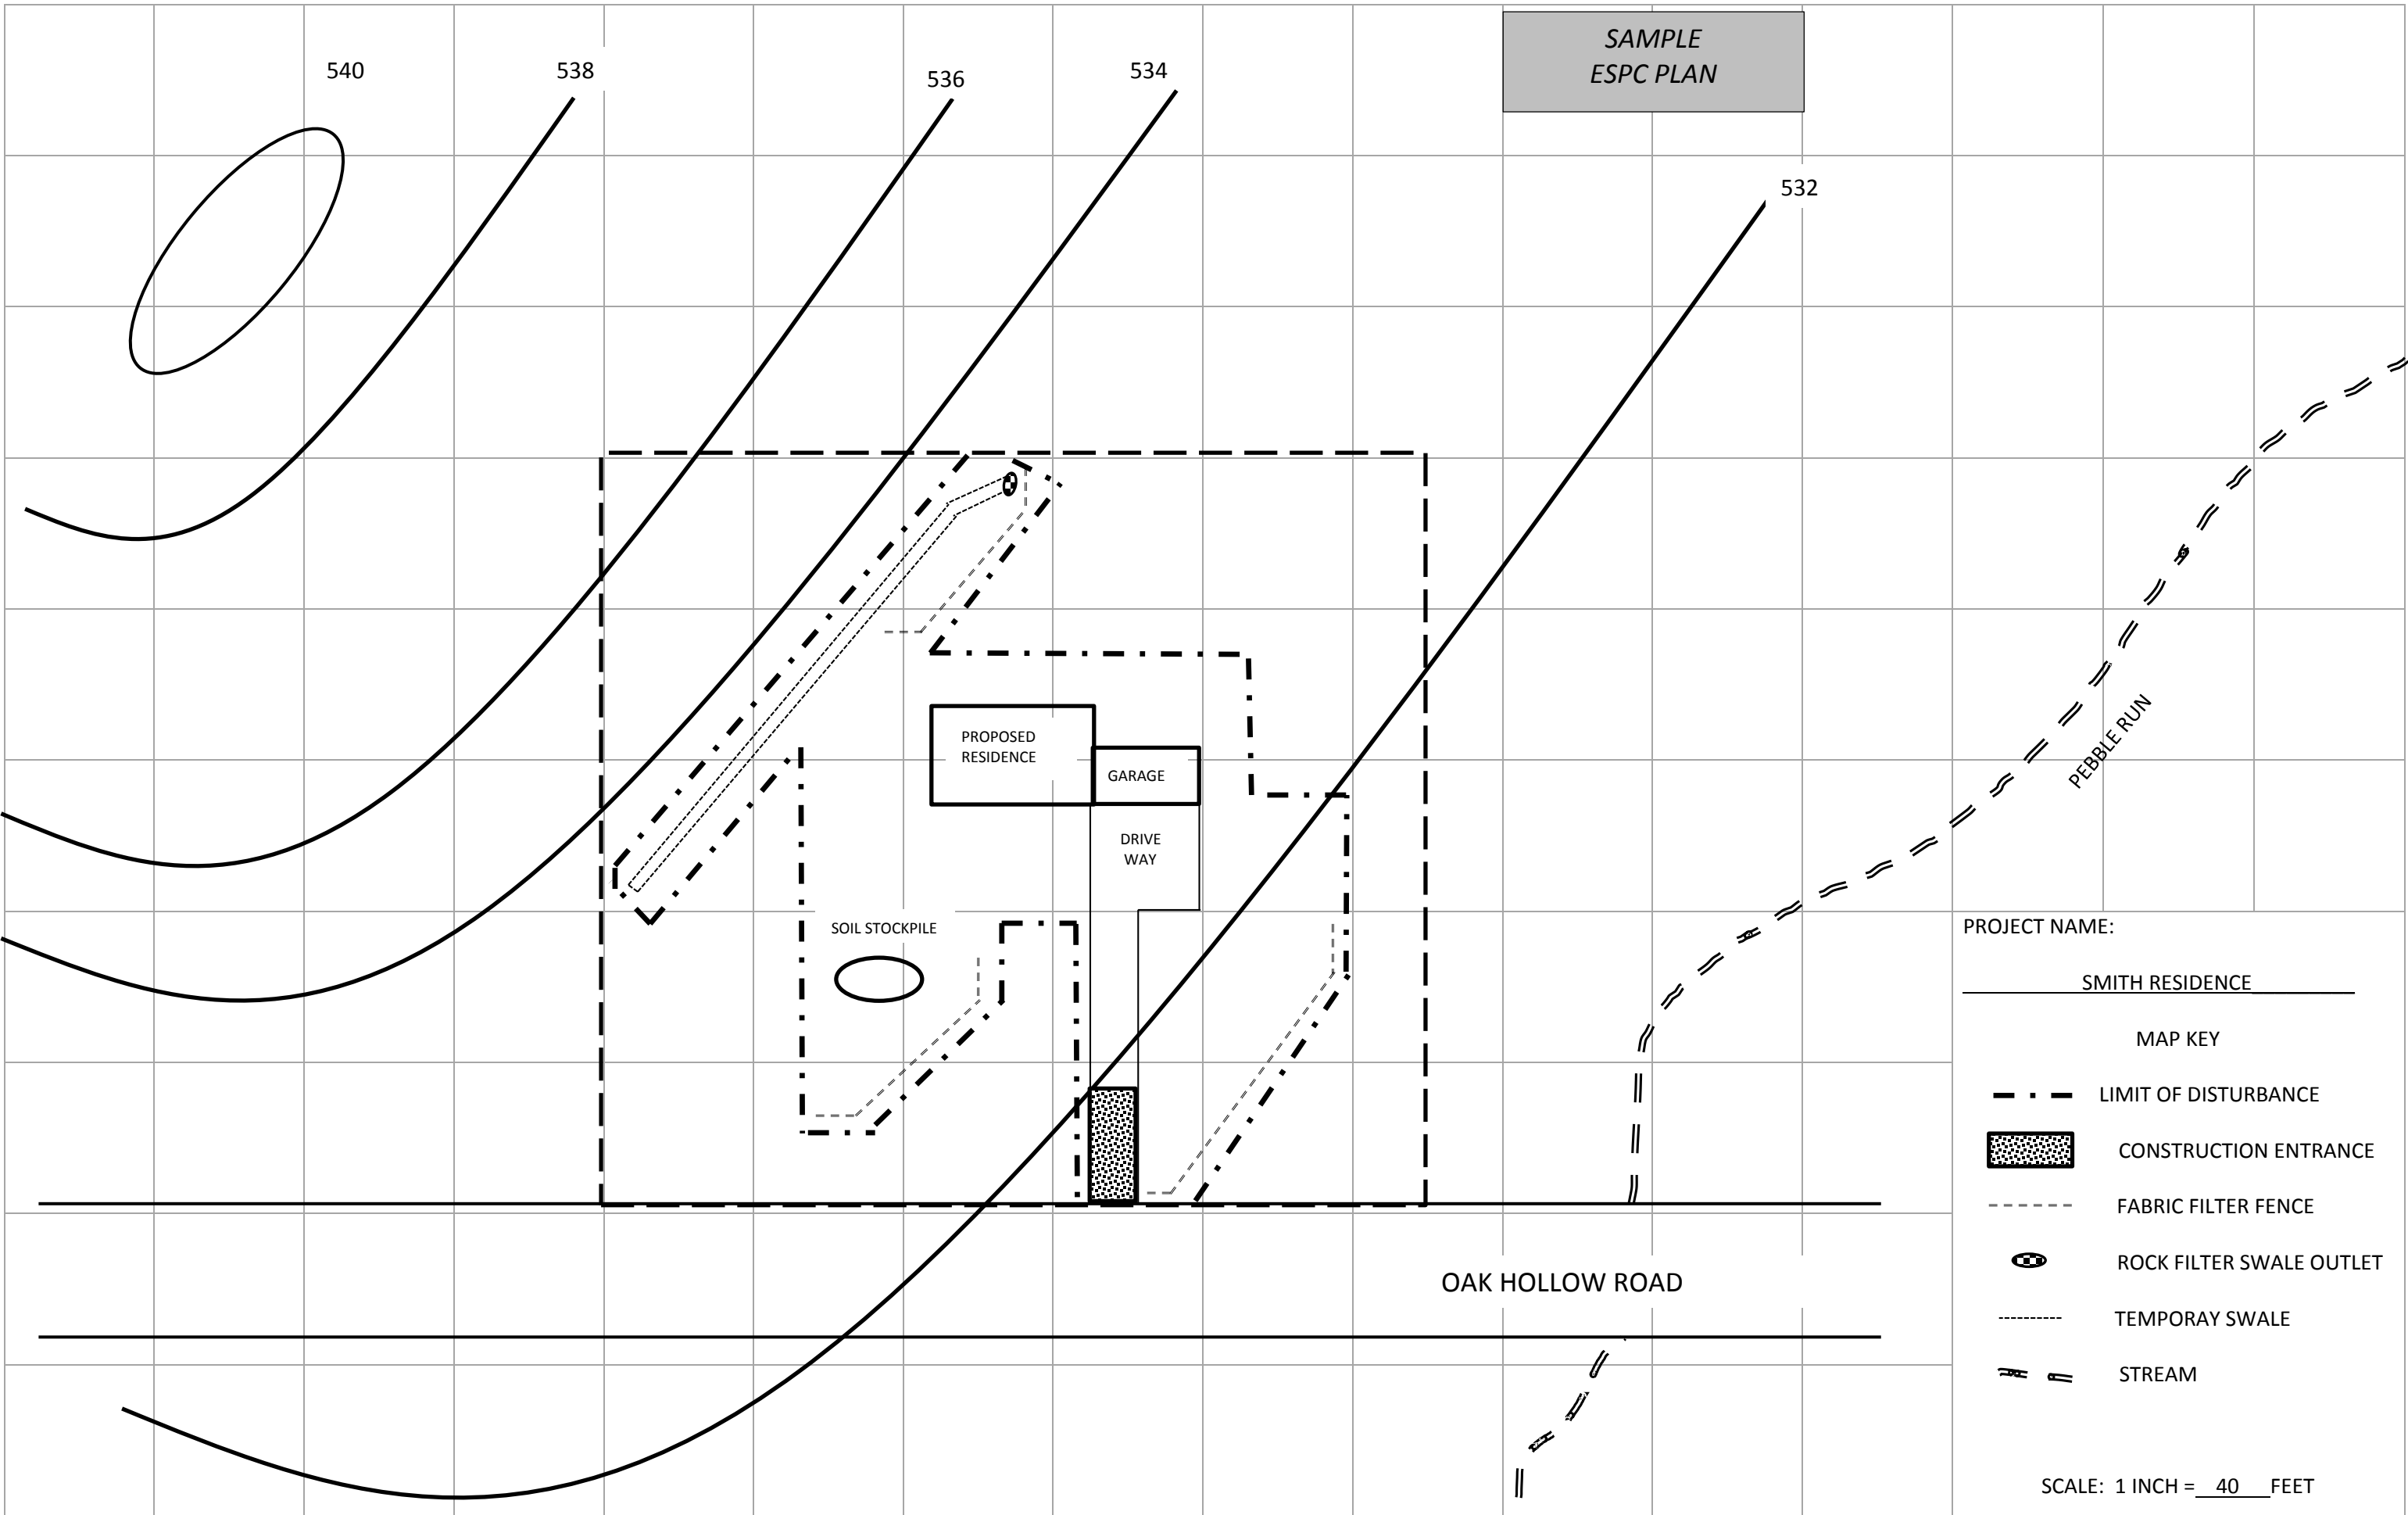 SAMPLE
ESPC PLAN
540
538
536
534
532
PROPOSED
RESIDENCE
GARAGE
DRIVE
WAY
SOIL STOCKPILE
PEBBLE RUN
OAK HOLLOW ROAD
PROJECT NAME:
SMITH RESIDENCE
MAP KEY
LIMIT OF DISTURBANCE
CONSTRUCTION ENTRANCE
FABRIC FILTER FENCE
ROCK FILTER SWALE OUTLET
TEMPORAY SWALE
STREAM
SCALE: 1 INCH = 40 FEET